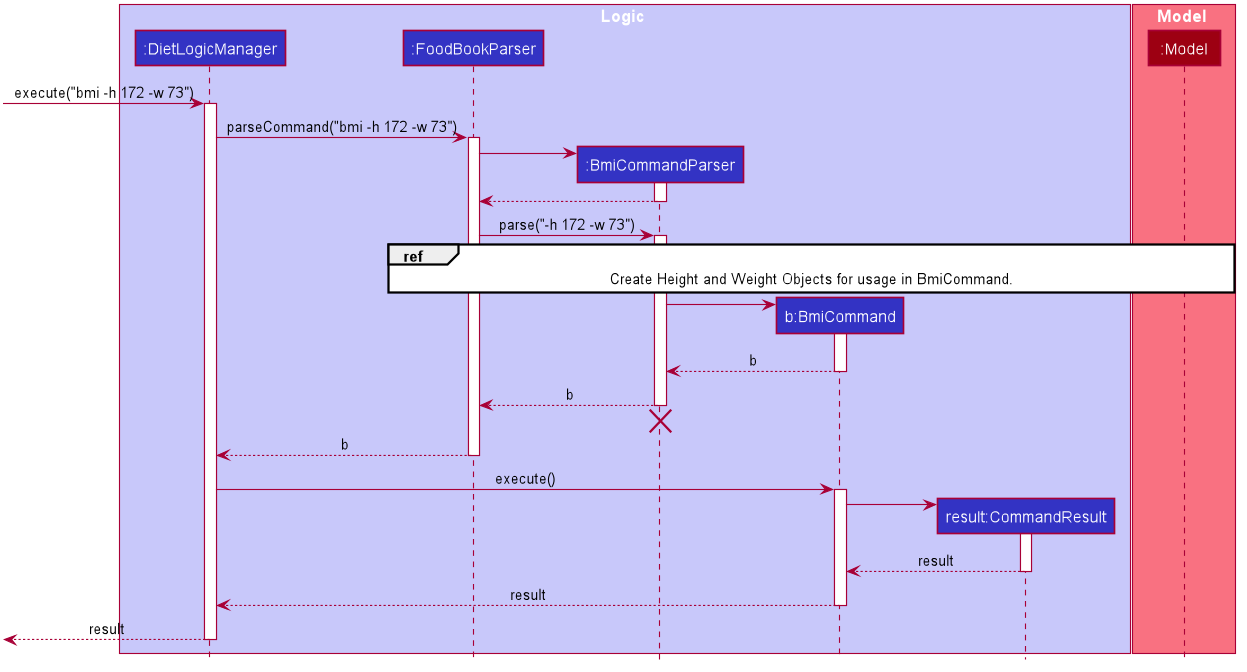 Logic
Model
:DietLogicManager
:FoodBookParser
:Model
execute("bmi -h 172 -w 73")
parseCommand("bmi -h 172 -w 73")
:BmiCommandParser
parse("-h 172 -w 73")
ref
Create Height and Weight Objects for usage in BmiCommand.
b:BmiCommand
b
b
b
execute()
result:CommandResult
result
result
result